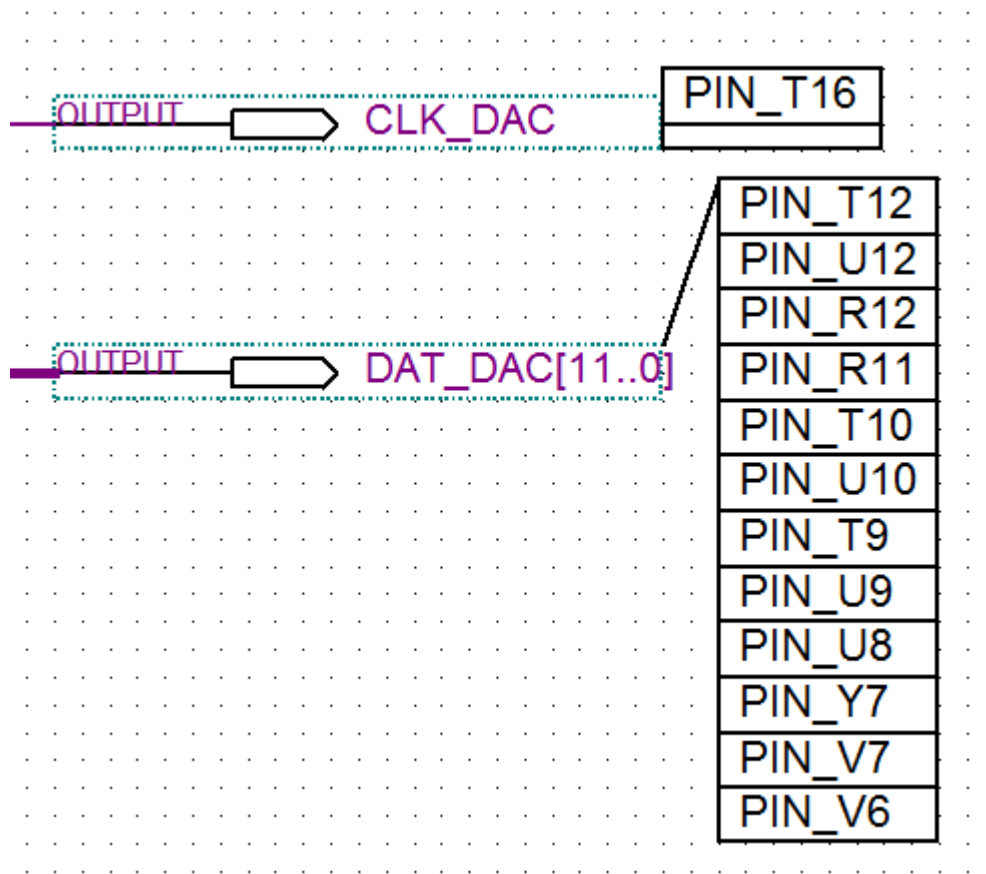 OUTPUT CLK_DAC PIN_T16
PIN_T12
PIN_U12
PIN_R12
OUTPUT DAT_DAC[11..0] PIN_R11
PIN_T10
PIN_U10
PIN_T9
PIN_U9
PIN_U8
PIN_Y7
PIN_V7
PIN_V6